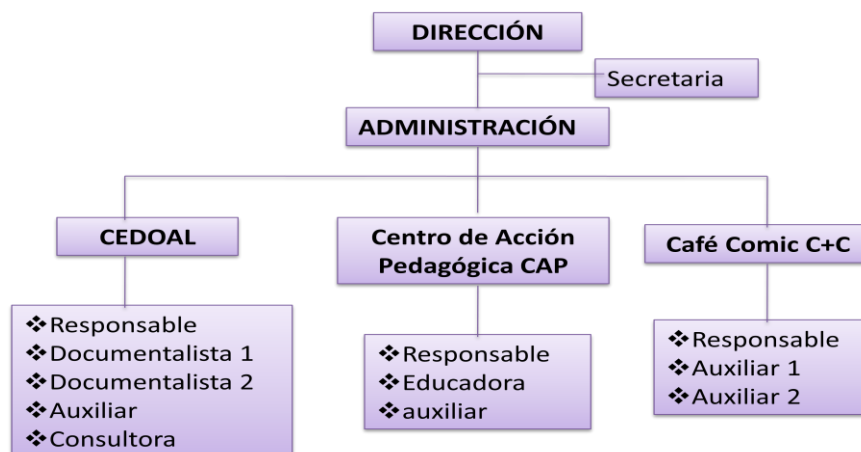 DIRECCIÓN
Secretaria
ADMINISTRACIÓN
CEDOAL
Centro de Acción
Pedagógica CAP
Café Comic C+C
❖Responsable
❖Documentalista 1
❖Documentalista 2
❖Auxiliar
❖Consultora
❖Responsable
❖Educadora
❖auxiliar
❖Responsable
❖Auxiliar 1
❖Auxiliar 2